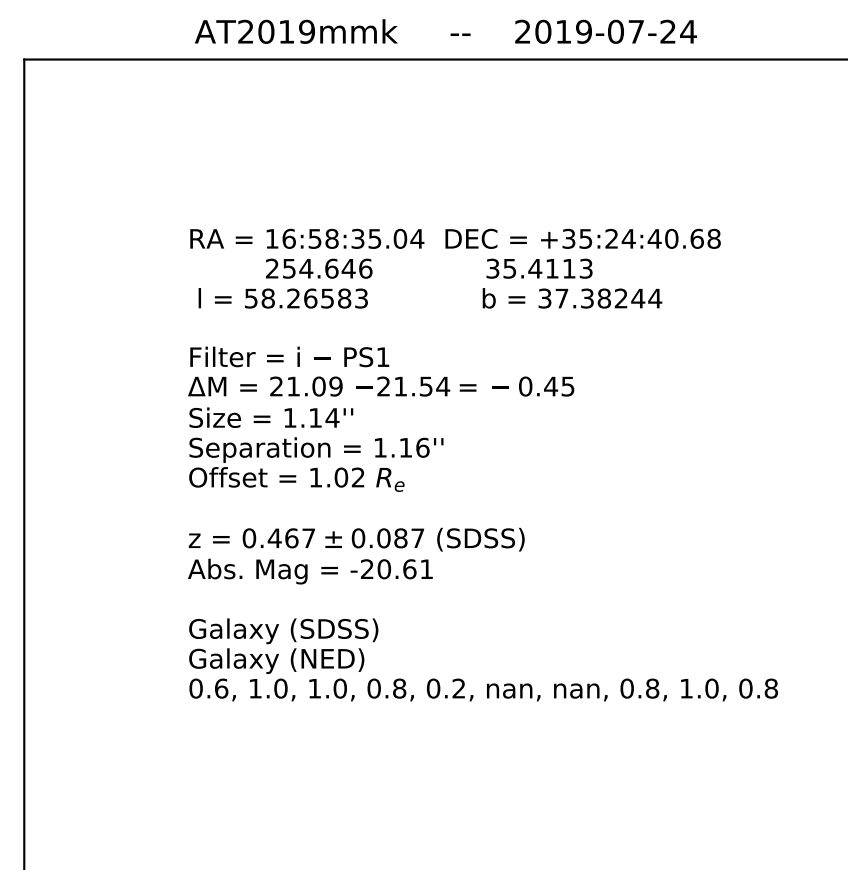 AT2019mmk -- 2019-07-24
RA = 16:58:35.04 DEC = +35:24:40.68
254.646 35.4113
l = 58.26583 b = 37.38244
Filter = i − PS1
ΔM = 21.09 −21.54 = − 0.45
Size = 1.14''
Separation = 1.16''
Offset = 1.02 Re
z = 0.467 ± 0.087 (SDSS)
Abs. Mag = -20.61
Galaxy (SDSS)
Galaxy (NED)
0.6, 1.0, 1.0, 0.8, 0.2, nan, nan, 0.8, 1.0, 0.8